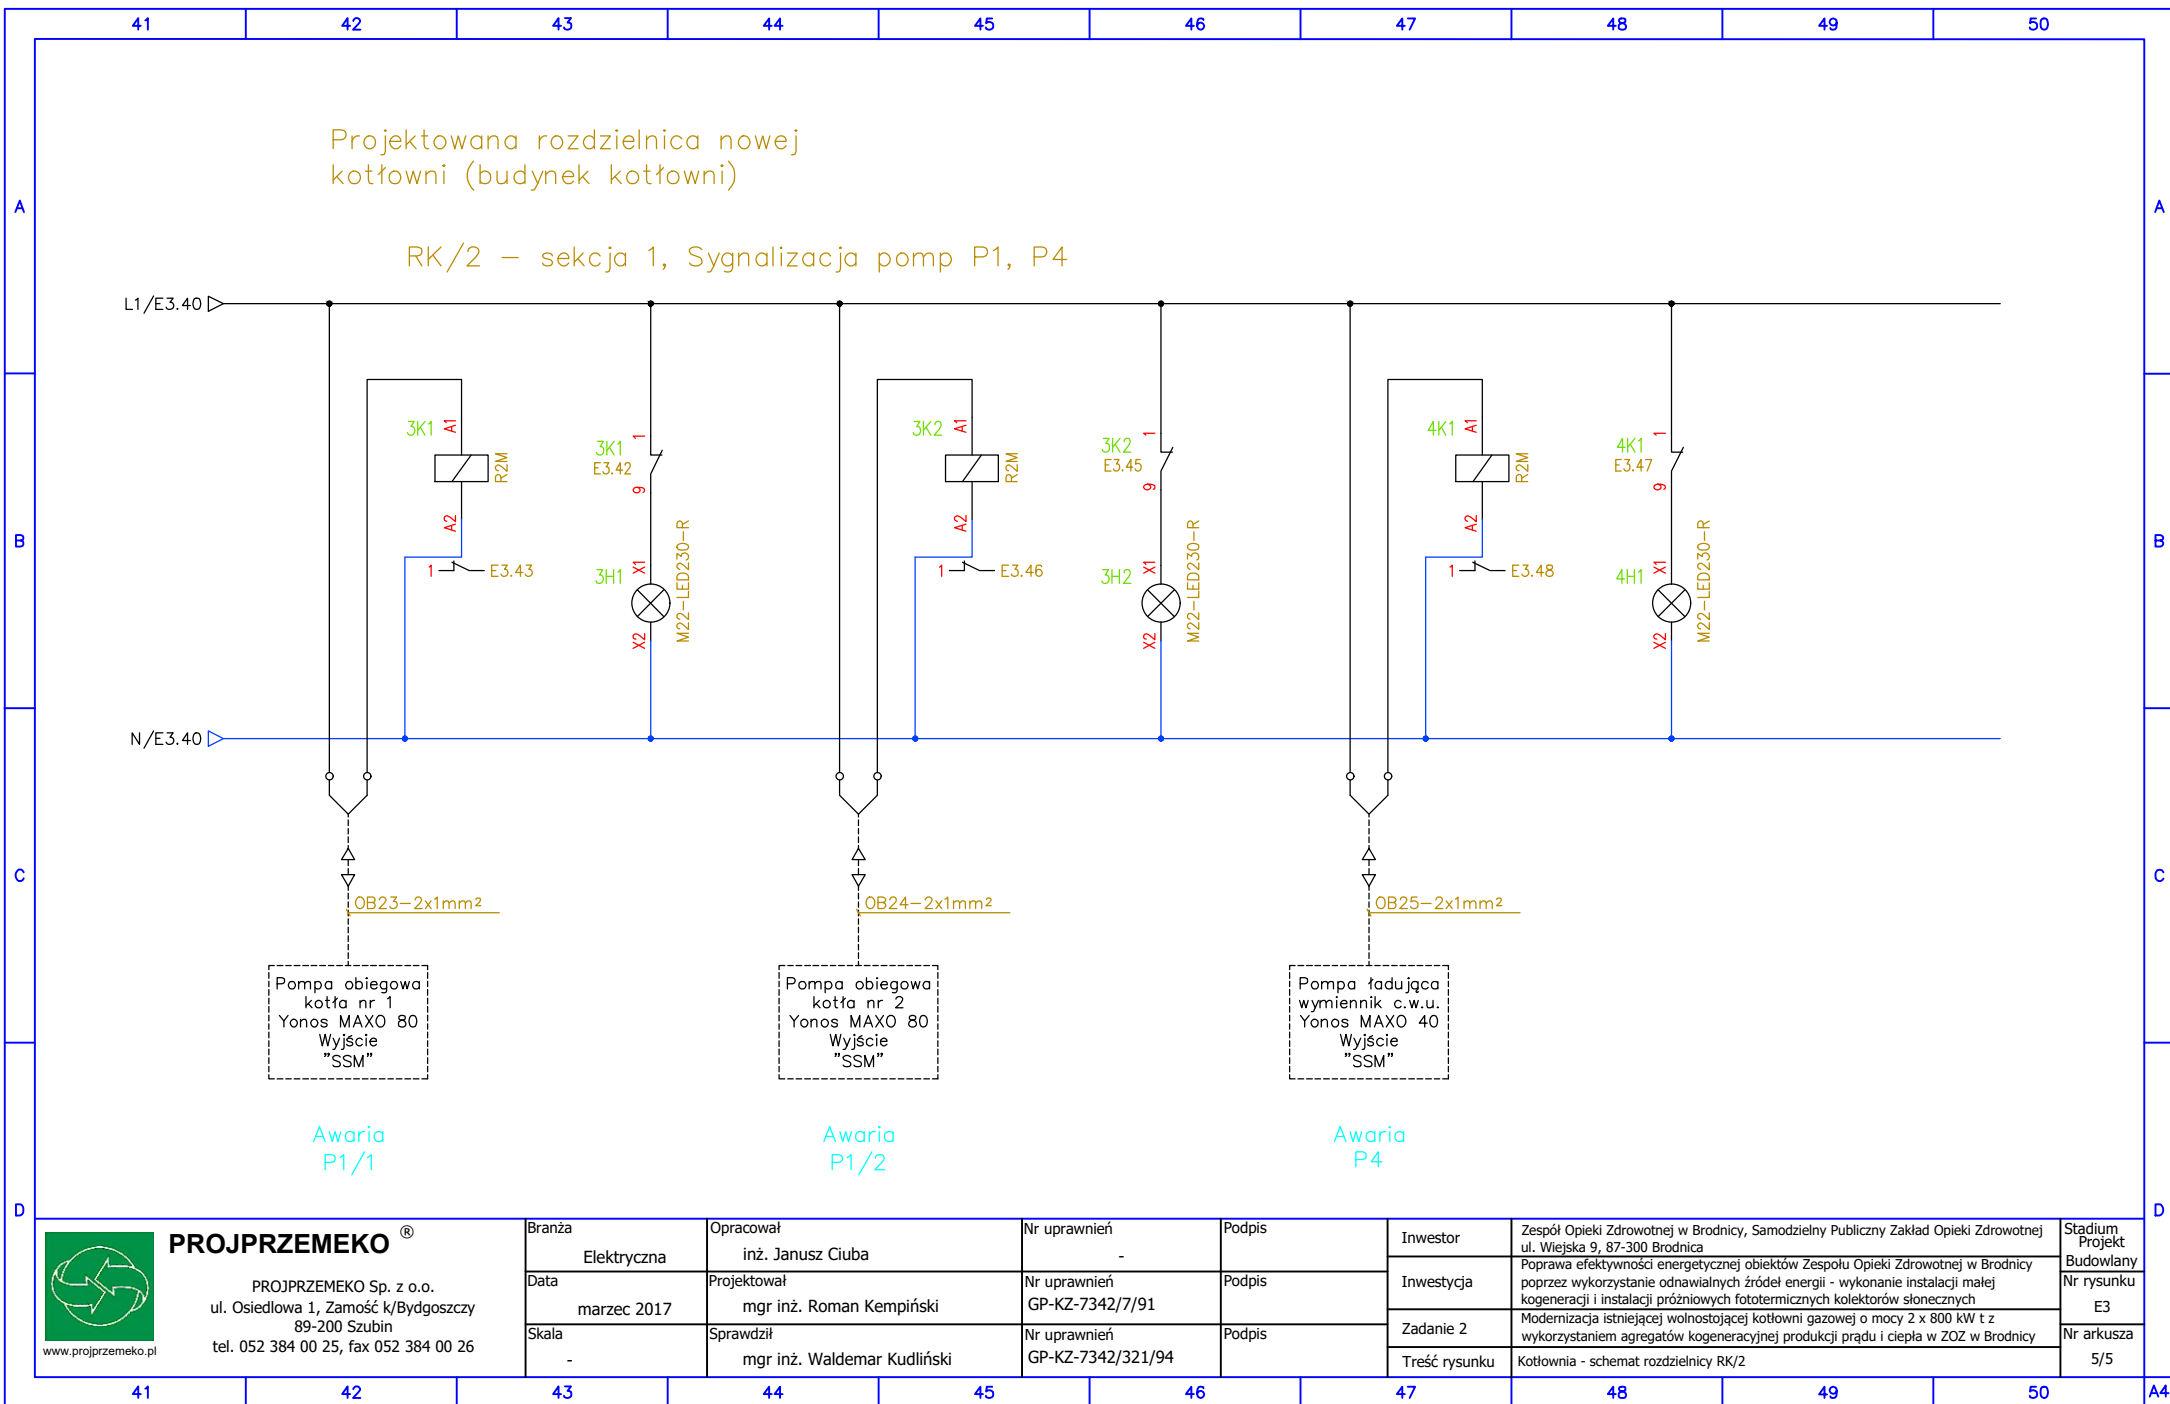 41 42 43 44 45 46 47 48 49 50
Projektowana rozdzielnica nowej
kotłowni (budynek kotłowni)
A
A
RK/2 – sekcja 1, Sygnalizacja pomp P1, P4
L1/E3.40
3K1
A1
R2M
A2
1
E3.43
3K1
E3.42
1
9
3H1
X1
X2
M22-LED230-R
3K2
A1
R2M
A2
1
E3.46
3K2
E3.45
1
9
3H2
X1
X2
M22-LED230-R
4K1
A1
R2M
A2
1
E3.48
4K1
E3.47
1
9
4H1
X1
X2
M22-LED230-R
B
B
N/E3.40
C
C
OB23-2x1mm²
OB24-2x1mm²
OB25-2x1mm²
Pompa obiegowa
kotła nr 1
Yonos MAXO 80
Wyjście
"SSM"
Pompa obiegowa
kotła nr 2
Yonos MAXO 80
Wyjście
"SSM"
Pompa ładująca
wymiennik c.w.u.
Yonos MAXO 40
Wyjście
"SSM"
Awaria
P1/1
Awaria
P1/2
Awaria
P4
D
D
PROJPRZEMEKO ®
PROJPRZEMEKO Sp. z o.o.
ul. Osiedlowa 1, Zamość k/Bydgoszczy
89-200 Szubin
tel. 052 384 00 25, fax 052 384 00 26
www.projprzemeko.pl
Branża
Elektryczna
Data
marzec 2017
Skala
-
Opracował
inż. Janusz Ciuba
Projektował
mgr inż. Roman Kempiński
Sprawdził
mgr inż. Waldemar Kudliński
Nr uprawnień
-
Nr uprawnień
GP-KZ-7342/7/91
Nr uprawnień
GP-KZ-7342/321/94
Podpis
Podpis
Podpis
Inwestor
Zespół Opieki Zdrowotnej w Brodnicy, Samodzielny Publiczny Zakład Opieki Zdrowotnej
ul. Wiejska 9, 87-300 Brodnica
Inwestycja
Poprawa efektywności energetycznej obiektów Zespołu Opieki Zdrowotnej w Brodnicy
poprzez wykorzystanie odnawialnych źródeł energii - wykonanie instalacji małej
kogeneracji i instalacji próżniowych fototermicznych kolektorów słonecznych
Zadanie 2
Modernizacja istniejącej wolnostojącej kotłowni gazowej o mocy 2 x 800 kW t z
wykorzystaniem agregatów kogeneracyjnej produkcji prądu i ciepła w ZOZ w Brodnicy
Treść rysunku
Kotłownia - schemat rozdzielnicy RK/2
Stadium
Projekt
Budowlany
Nr rysunku
E3
Nr arkusza
5/5
41 42 43 44 45 46 47 48 49 50 A4